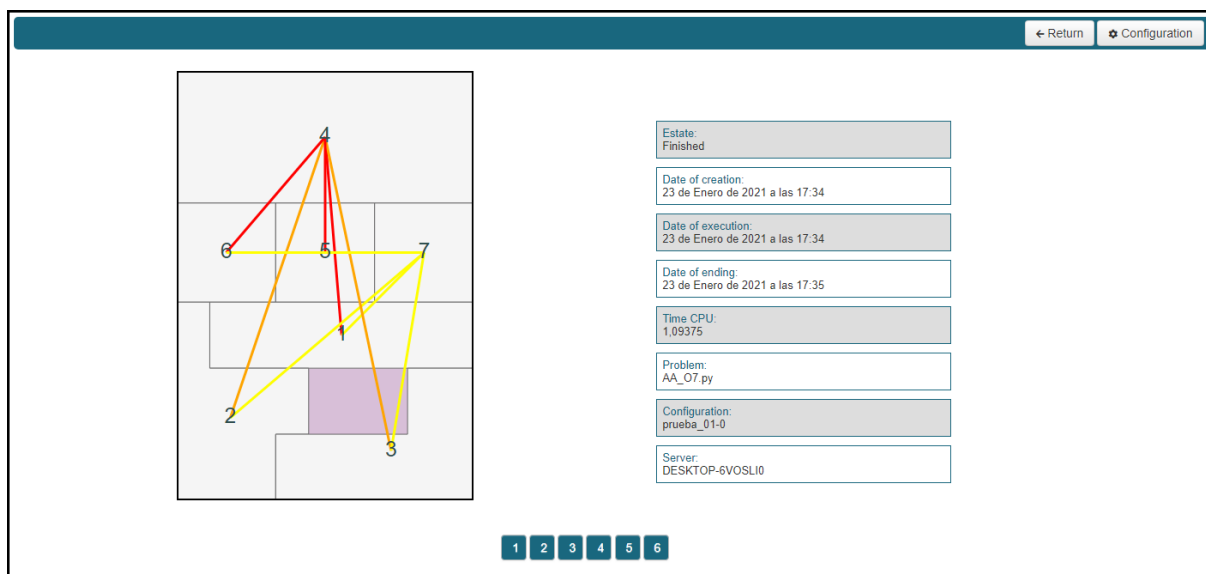 Return
Configuration
4
6 5 7
1
2
3
Estate:
Finished
Date of creation:
23 de Enero de 2021 a las 17:34
Date of execution:
23 de Enero de 2021 a las 17:34
Date of ending:
23 de Enero de 2021 a las 17:35
Time CPU:
1,09375
Problem:
AA_O7.py
Configuration:
prueba_01-0
Server:
DESKTOP-6VOSLI0
1 2 3 4 5 6